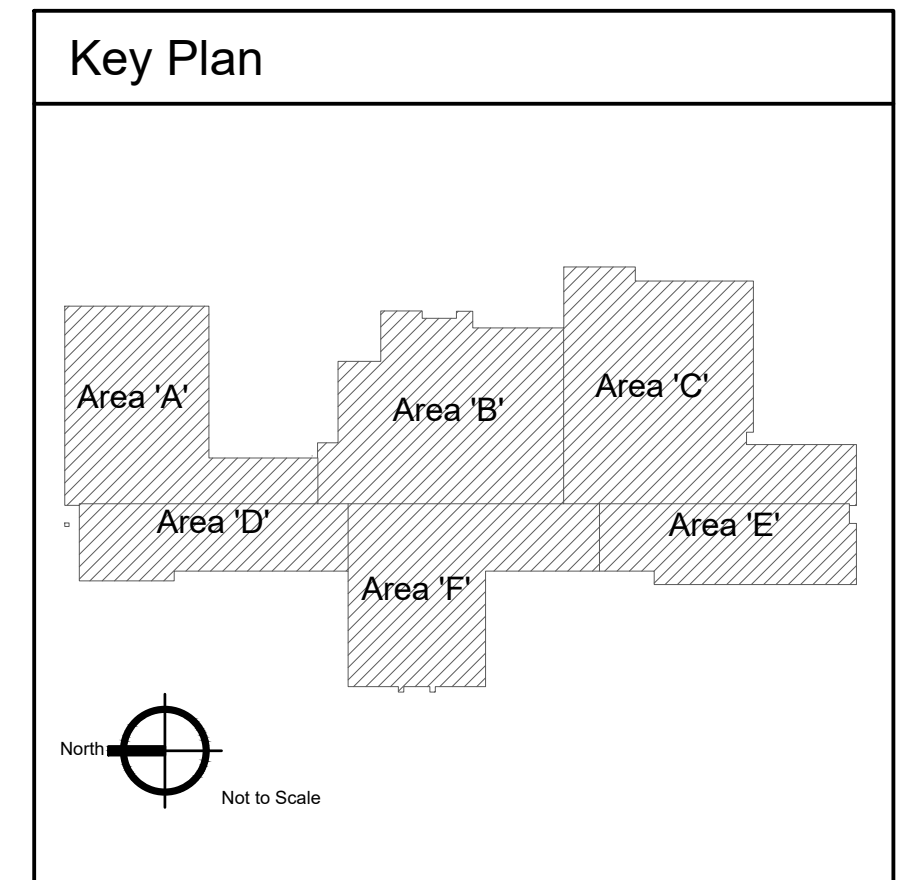 Key Plan
Area 'A'
Area 'B'
Area 'C'
Area 'D'
Area 'E'
Area 'F'
North
Not to Scale